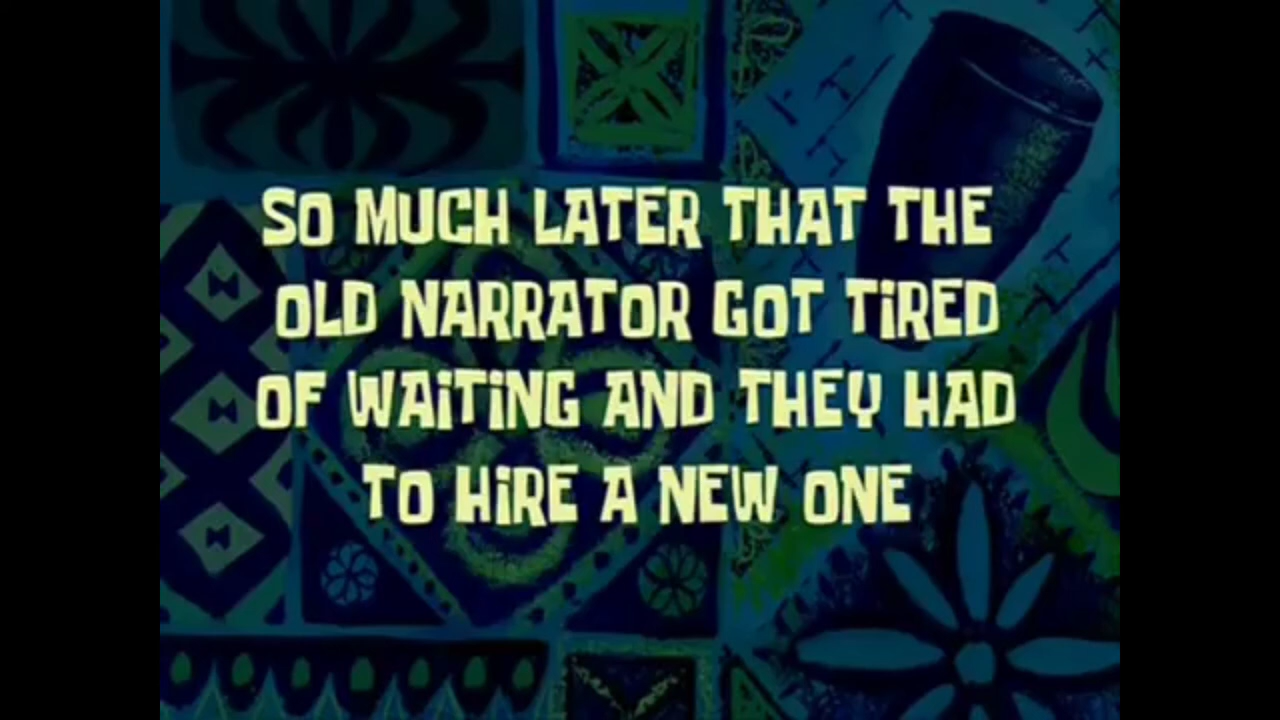 SO MUCH LATER THAT THE
OLD NARRATOR GOT TiRED
OF WAiTiNG AND THEY HAD
TO HiRE A NEW ONE